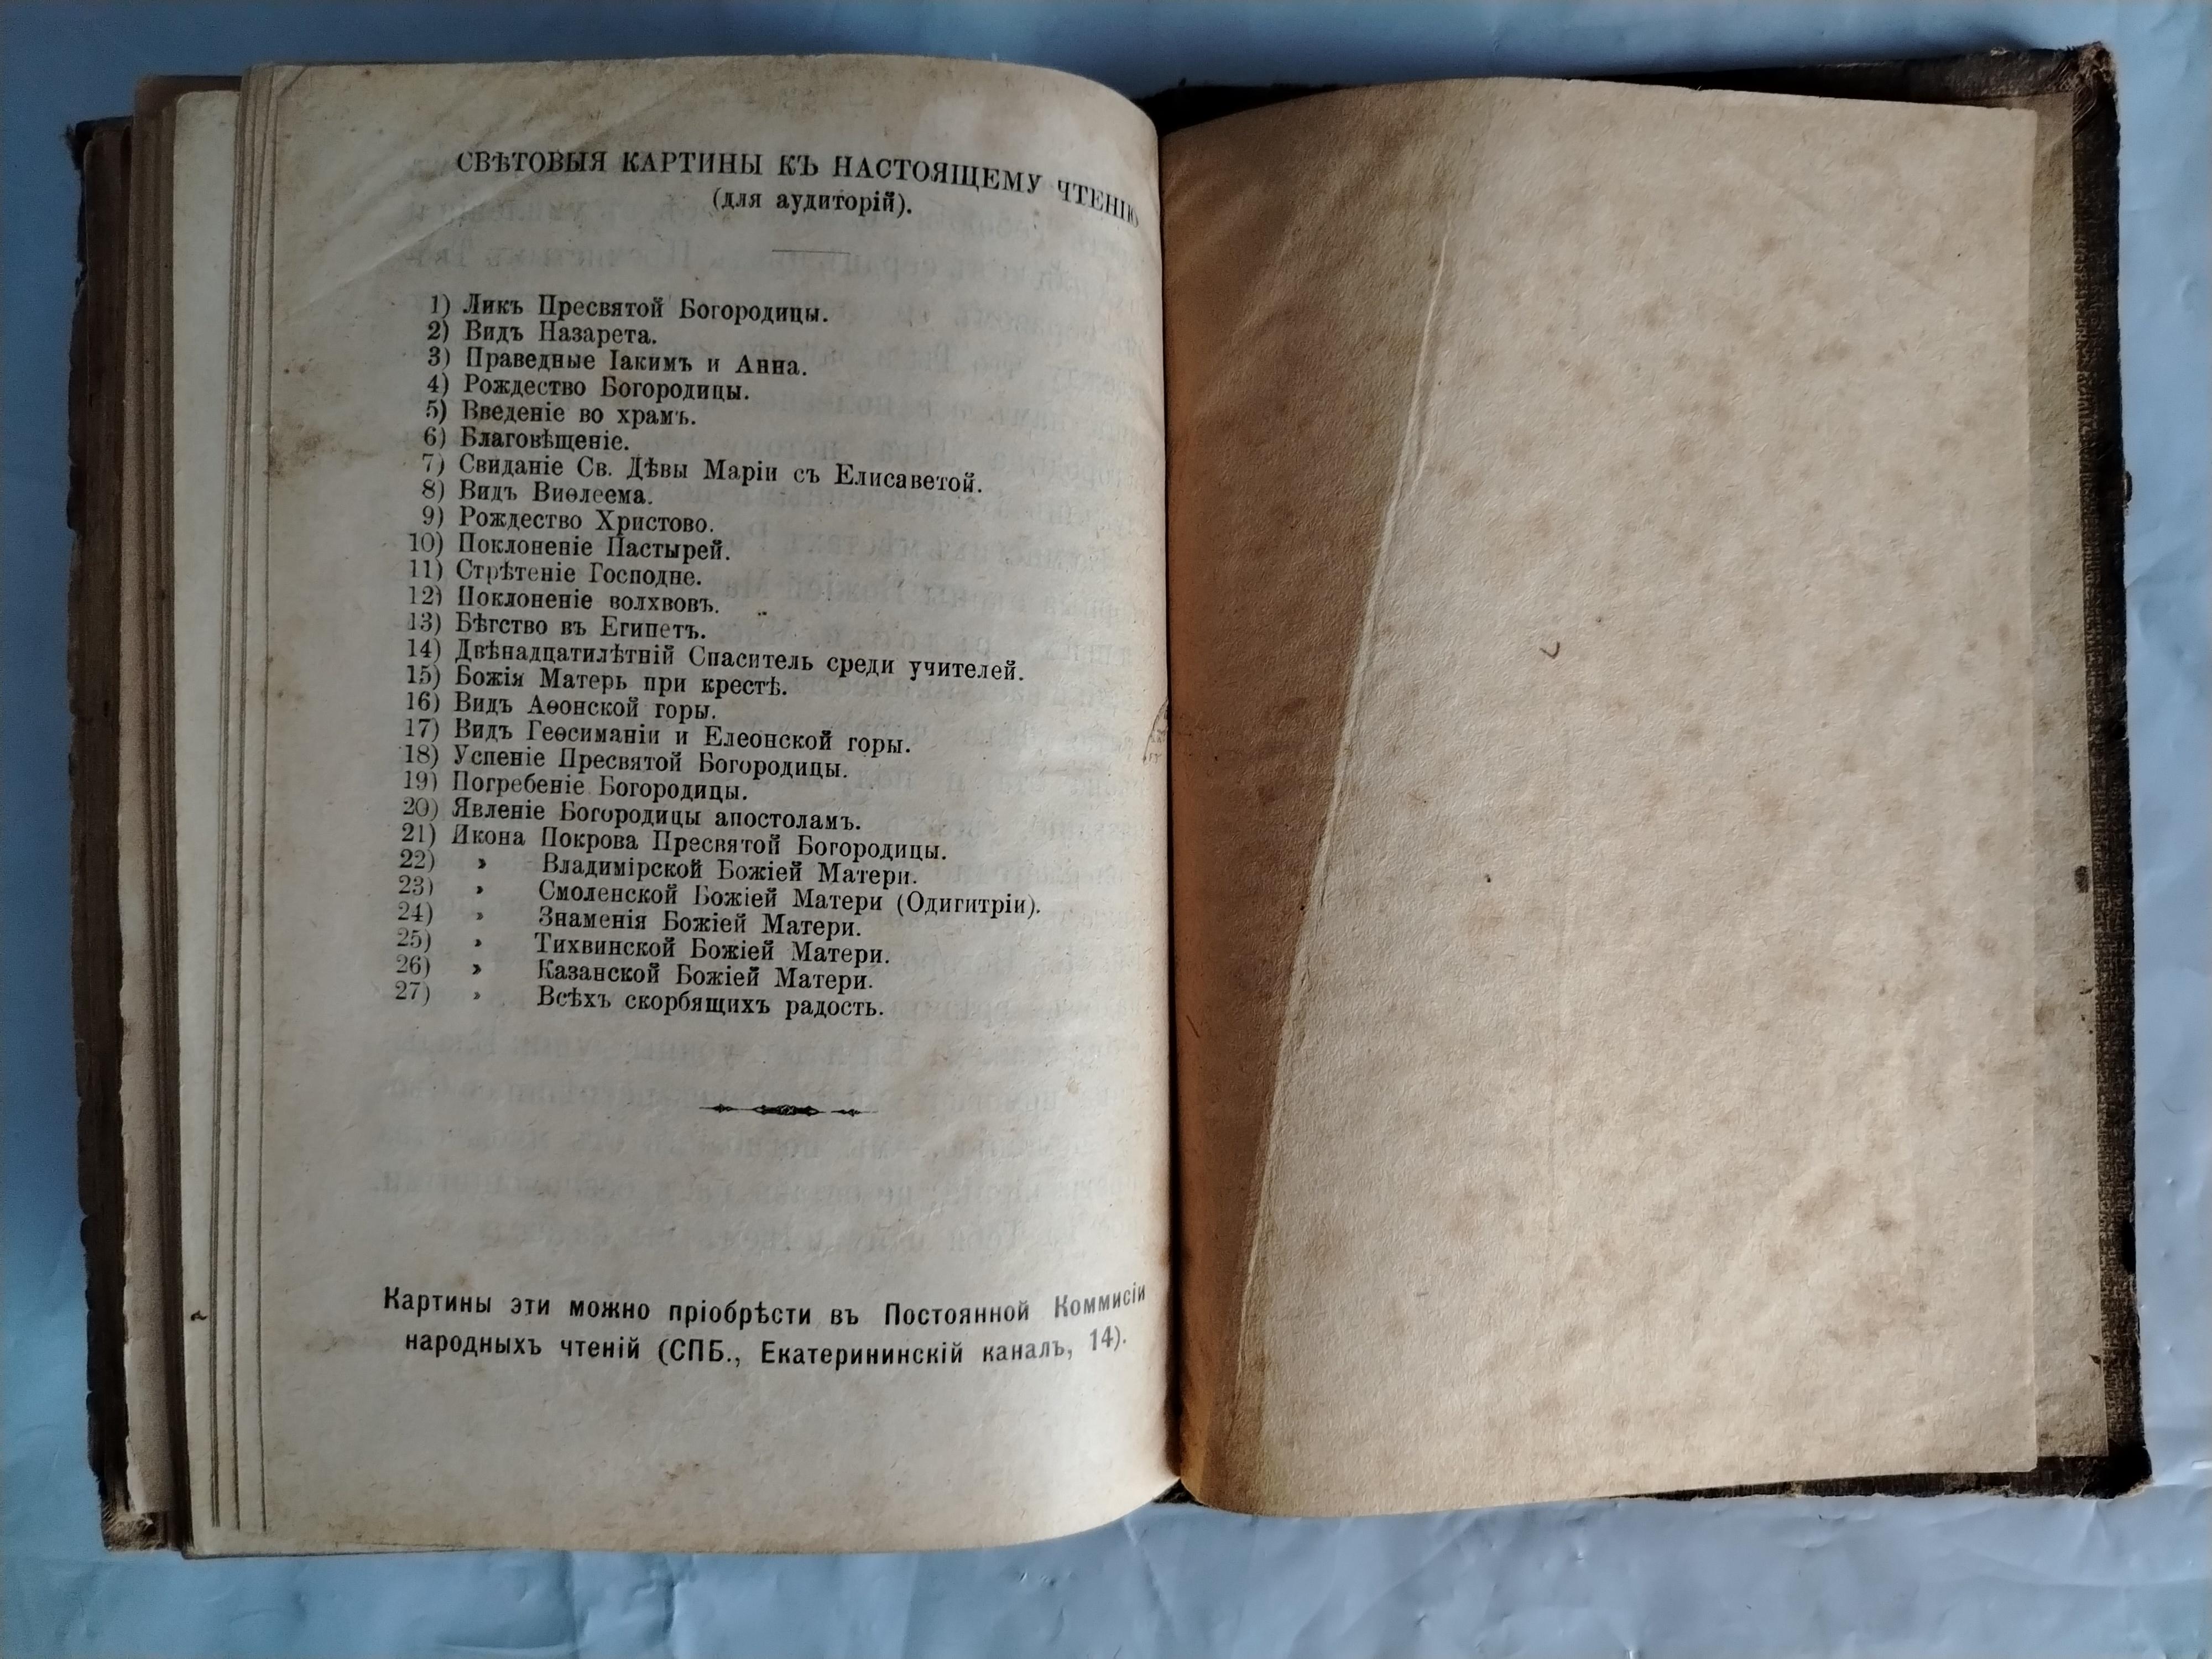 СВѢТОВЫЯ КАРТИНЫ КЪ НАСТОЯЩЕМУ ЧТЕНІЮ
(для аудиторій).
1) Ликъ Пресвятой Богородицы.
2) Видъ Назарета.
3) Праведные Іакимъ и Анна.
4) Рождество Богородицы.
5) Введеніе во храмъ.
6) Благовѣщеніе.
7) Свиданіе Св. Дѣвы Маріи съ Елисаветой.
8) Видъ Виѳлеема.
9) Рождество Христово.
10) Поклоненіе Пастырей.
11) Стрѣтеніе Господне.
12) Поклоненіе волхвовъ.
13) Бѣгство въ Египетъ.
14) Двѣнадцатилѣтній Спаситель среди учителей.
15) Божія Матерь при крестѣ.
16) Видъ Аѳонской горы.
17) Видъ Геѳсиманіи и Елеонской горы.
18) Успеніе Пресвятой Богородицы.
19) Погребеніе Богородицы.
20) Явленіе Богородицы апостоламъ.
21) Икона Покрова Пресвятой Богородицы.
22) » Владимірской Божіей Матери.
23) » Смоленской Божіей Матери (Одигитріи).
24) » Знаменія Божіей Матери.
25) » Тихвинской Божіей Матери.
26) » Казанской Божіей Матери.
27) » Всѣхъ скорбящихъ радость.
Картины эти можно пріобрѣсти въ Постоянной Коммисіи
народныхъ чтеній (СПБ., Екатерининскій каналъ, 14).